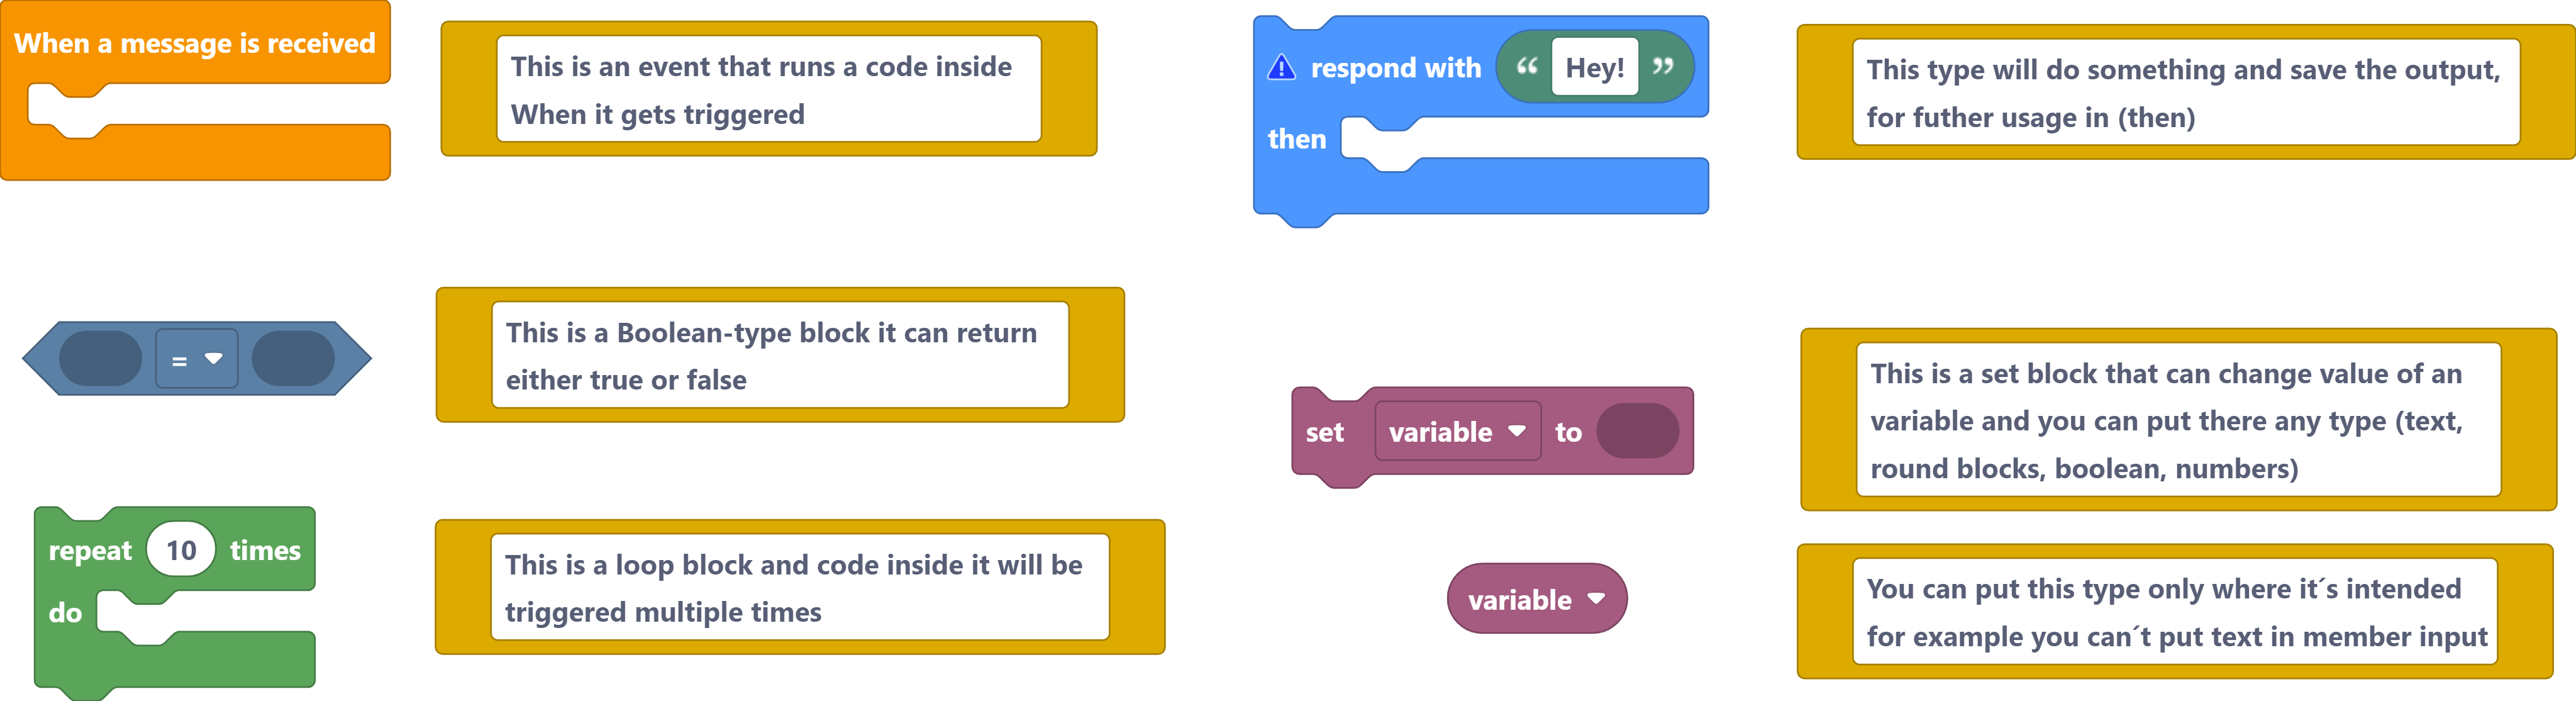 When a message is received
This is an event that runs a code inside
When it gets triggered
respond with “ Hey! ”
then
This type will do something and save the output,
for futher usage in (then)
=
This is a Boolean-type block it can return
either true or false
set variable to
This is a set block that can change value of an
variable and you can put there any type (text,
round blocks, boolean, numbers)
repeat 10 times
do
This is a loop block and code inside it will be
triggered multiple times
variable
You can put this type only where it´s intended
for example you can´t put text in member input